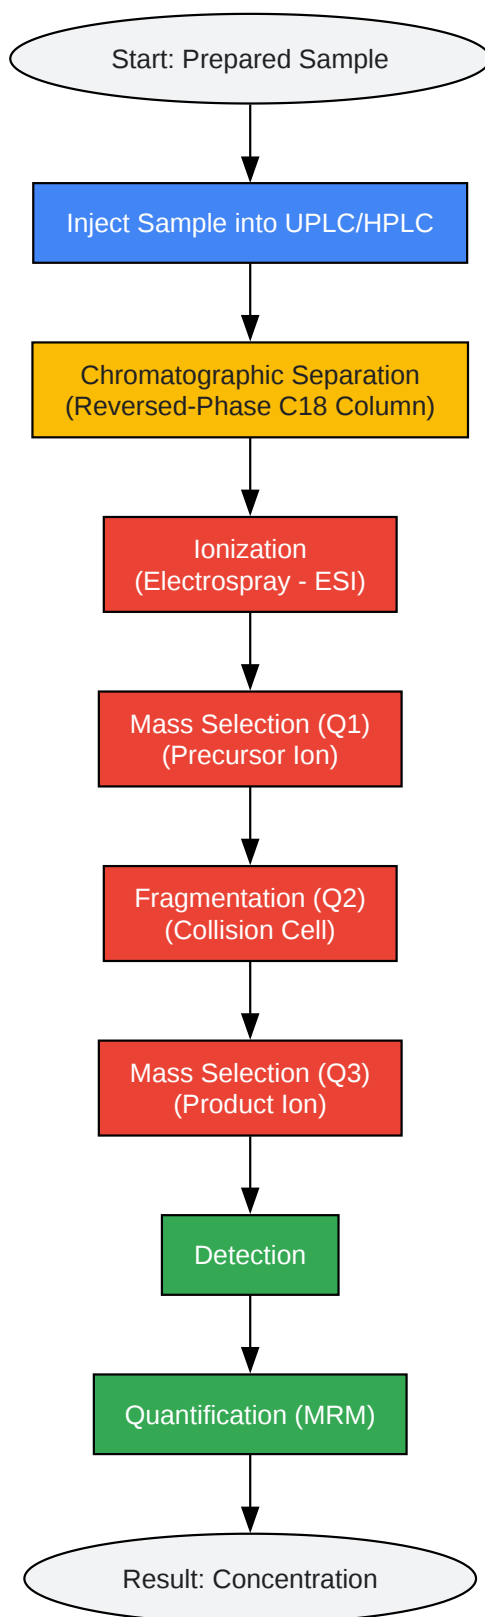 Start: Prepared Sample
Inject Sample into UPLC/HPLC
Chromatographic Separation
(Reversed-Phase C18 Column)
Ionization
(Electrospray - ESI)
Mass Selection (Q1)
(Precursor Ion)
Fragmentation (Q2)
(Collision Cell)
Mass Selection (Q3)
(Product Ion)
Detection
Quantification (MRM)
Result: Concentration